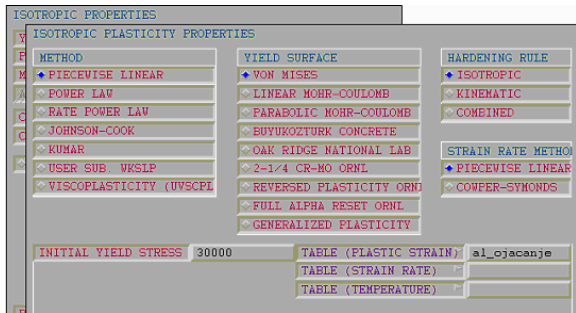 ISOTROPIC PROPERTIES
ISOTROPIC PLASTICITY PROPERTIES
METHOD
PIECEWISE LINEAR
POWER LAW
RATE POWER LAW
JOHNSON-COOK
KUMAR
USER SUB. WKSLP
VISCOPLASTICITY (UVSCPL
YIELD SURFACE
VON MISES
LINEAR MOHR-COULOMB
PARABOLIC MOHR-COULOMB
BUYUKOZTURK CONCRETE
OAK RIDGE NATIONAL LAB
2-1/4 CR-MO ORNL
REVERSED PLASTICITY ORNL
FULL ALPHA RESET ORNL
GENERALIZED PLASTICITY
HARDENING RULE
ISOTROPIC
KINEMATIC
COMBINED
STRAIN RATE METHO
PIECEWISE LINEAR
COWPER-SYMONDS
INITIAL YIELD STRESS 30000
TABLE (PLASTIC STRAIN) al_ojacanje
TABLE (STRAIN RATE)
TABLE (TEMPERATURE)